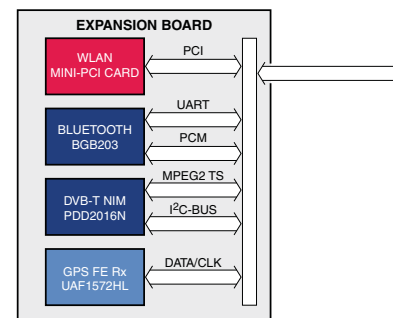 EXPANSION BOARD
WLAN
MINI-PCI CARD
PCI
BLUETOOTH
BGB203
UART
PCM
DVB-T NIM
PDD2016N
MPEG2 TS
I²C-BUS
GPS FE Rx
UAF1572HL
DATA/CLK